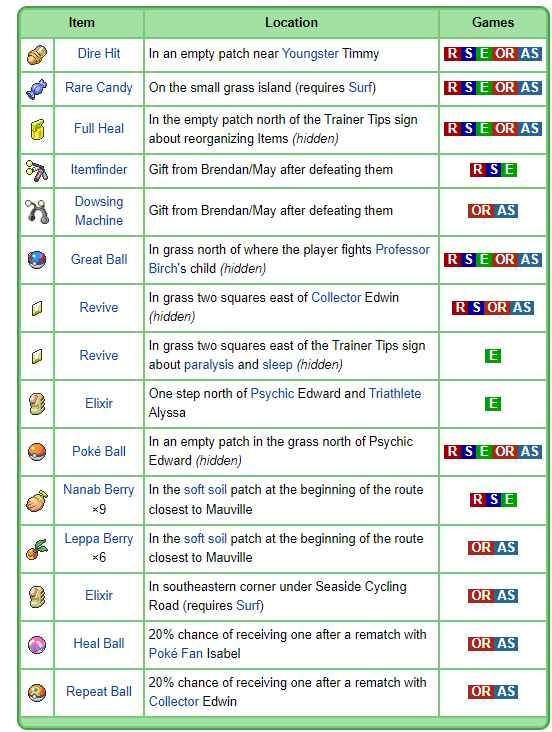 Item Location Games
Dire Hit In an empty patch near Youngster Timmy R S E OR AS
Rare Candy On the small grass island (requires Surf) R S E OR AS
Full Heal In the empty patch north of the Trainer Tips sign
about reorganizing Items (hidden) R S E OR AS
Itemfinder Gift from Brendan/May after defeating them R S E
Dowsing
Machine Gift from Brendan/May after defeating them OR AS
Great Ball In grass north of where the player fights Professor
Birch's child (hidden) R S E OR AS
Revive In grass two squares east of Collector Edwin
(hidden) R S OR AS
Revive In grass two squares east of the Trainer Tips sign
about paralysis and sleep (hidden) E
Elixir One step north of Psychic Edward and Triathlete
Alyssa E
Poké Ball In an empty patch in the grass north of Psychic
Edward (hidden) R S E OR AS
Nanab Berry
×9 In the soft soil patch at the beginning of the route
closest to Mauville R S E
Leppa Berry
×6 In the soft soil patch at the beginning of the route
closest to Mauville OR AS
Elixir In southeastern corner under Seaside Cycling
Road (requires Surf) OR AS
Heal Ball 20% chance of receiving one after a rematch with
Poké Fan Isabel OR AS
Repeat Ball 20% chance of receiving one after a rematch with
Collector Edwin OR AS